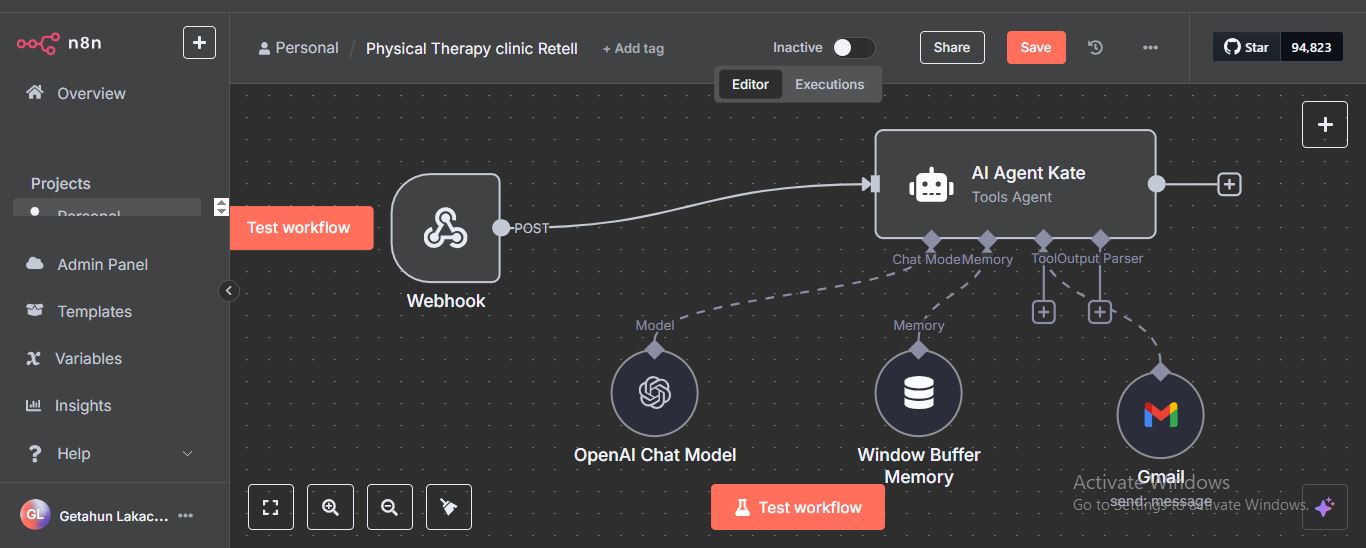 n8n
Personal / Physical Therapy clinic Retell + Add tag
Inactive
Share
Save
Star 94,823
Editor Executions
Overview
Projects
Personal
Admin Panel
Templates
Variables
Insights
Help
GL Getahun Lakac...
Test workflow
POST
Webhook
AI Agent Kate
Tools Agent
Chat Mode Memory Tool Output Parser
Model
Memory
OpenAI Chat Model
Window Buffer
Memory
Gmail
send: message
Test workflow
Activate Windows
Go to Settings to activate Windows.